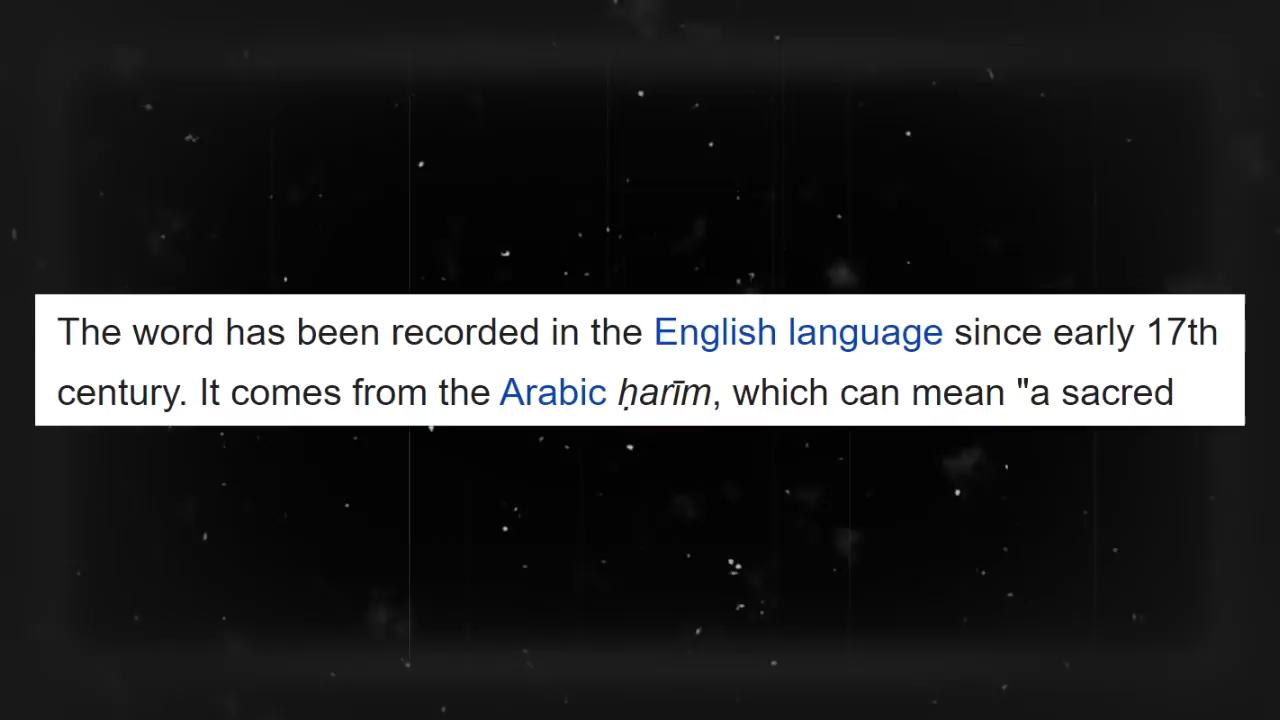 The word has been recorded in the English language since early 17th
century. It comes from the Arabic ḥarīm, which can mean "a sacred